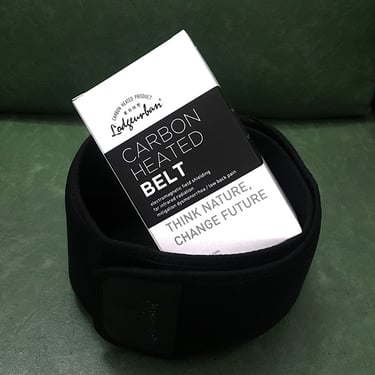 CARBON HEATED PRODUCT
Lodgeurban
CARBON
HEATED
BELT
electromagnetic field shielding
far infrared radiation
mitigation dysmenorrhea / low back pain
THINK NATURE,
CHANGE FUTURE